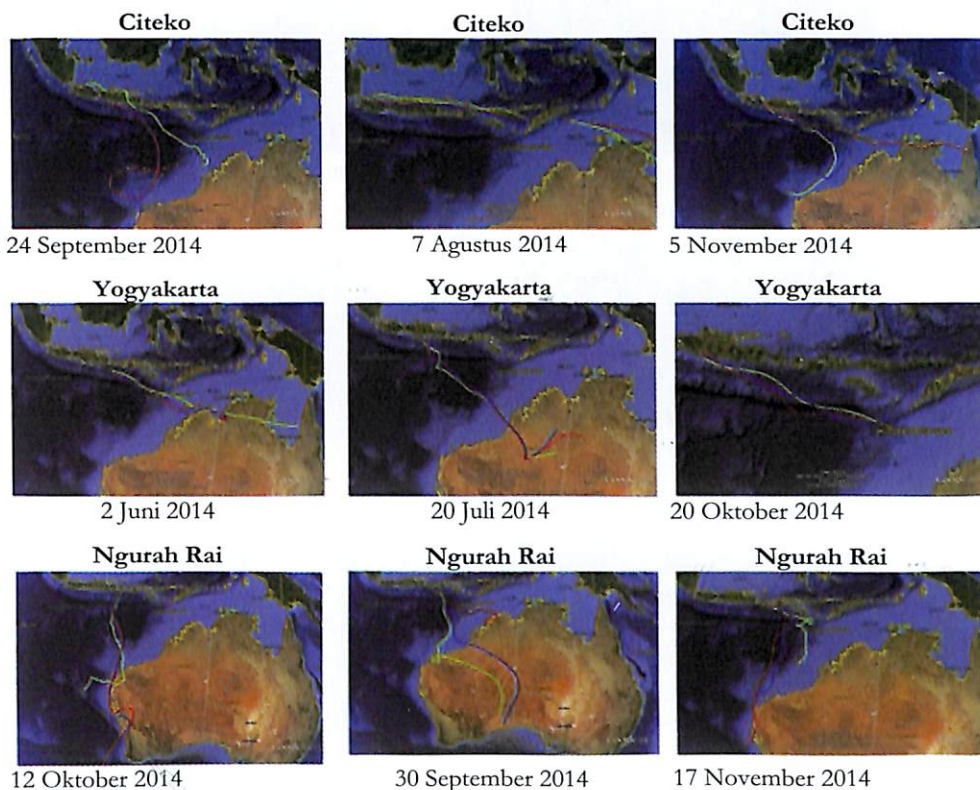 Citeko Citeko Citeko
24 September 2014 7 Agustus 2014 5 November 2014
Yogyakarta Yogyakarta Yogyakarta
2 Juni 2014 20 Juli 2014 20 Oktober 2014
Ngurah Rai Ngurah Rai Ngurah Rai
12 Oktober 2014 30 September 2014 17 November 2014